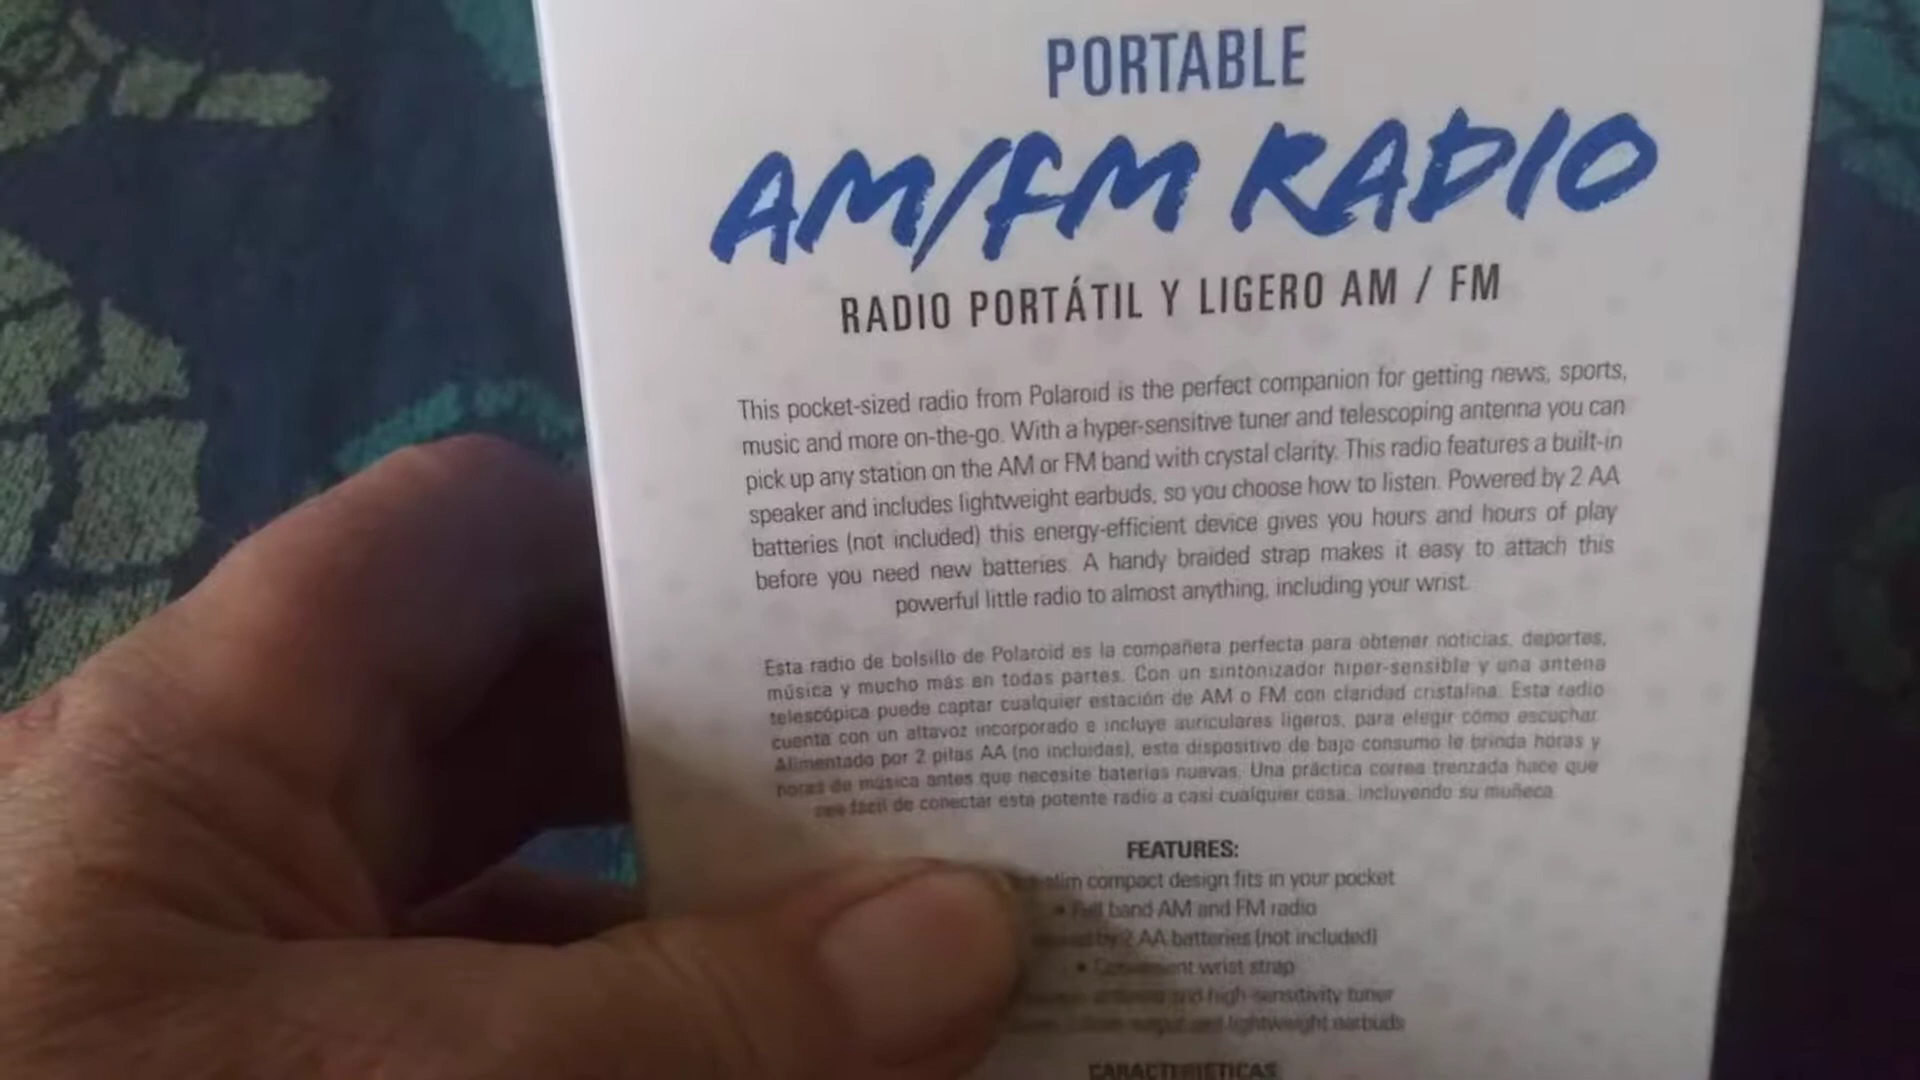 PORTABLE
AM/FM RADIO
RADIO PORTÁTIL Y LIGERO AM / FM
This pocket-sized radio from Polaroid is the perfect companion for getting news, sports,
music and more on-the-go. With a hyper-sensitive tuner and telescoping antenna you can
pick up any station on the AM or FM band with crystal clarity. This radio features a built-in
speaker and includes lightweight earbuds, so you choose how to listen. Powered by 2 AA
batteries (not included) this energy-efficient device gives you hours and hours of play
before you need new batteries. A handy braided strap makes it easy to attach this
powerful little radio to almost anything, including your wrist.
Esta radio de bolsillo de Polaroid es la compañera perfecta para obtener noticias, deportes,
música y mucho más en todas partes. Con un sintonizador hiper-sensible y una antena
telescópica puede captar cualquier estación de AM o FM con claridad cristalina. Esta radio
cuenta con un altavoz incorporado e incluye auriculares ligeros, para elegir cómo escuchar.
Alimentado por 2 pilas AA (no incluidas), este dispositivo de bajo consumo le brinda horas y
horas de música antes que necesite baterías nuevas. Una práctica correa trenzada hace que
sea fácil de conectar esta potente radio a casi cualquier cosa, incluyendo su muñeca.
FEATURES:
slim compact design fits in your pocket
• Full band AM and FM radio
by 2 AA batteries (not included)
• Convenient wrist strap
and high-sensitivity tuner
output and lightweight earbuds
CARACTERÍSTICAS